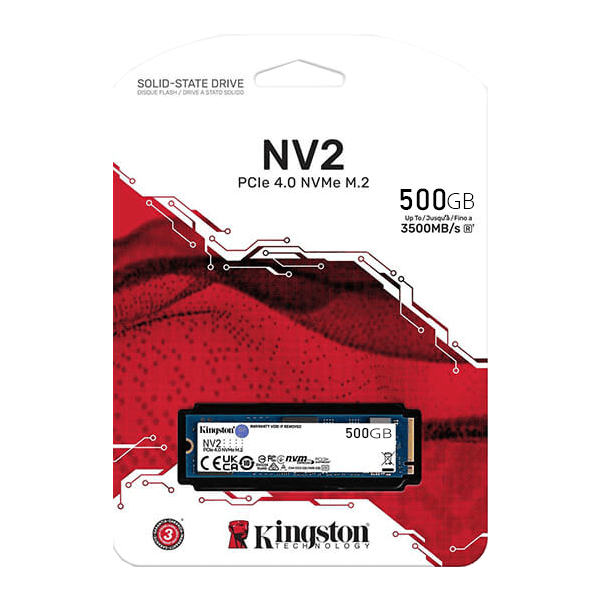 SOLID-STATE DRIVE
DISQUE FLASH / DRIVE A STATO SOLIDO
NV2
PCIe 4.0 NVMe M.2
500GB
Up To / Jusqu'à / Fino a
3500MB/s R*
Kingston
WARRANTY VOID IF REMOVED
NV2
PCIe 4.0 NVMe M.2
500GB
CE UK CA
nvm
EXPRESS
3
Kingston
TECHNOLOGY